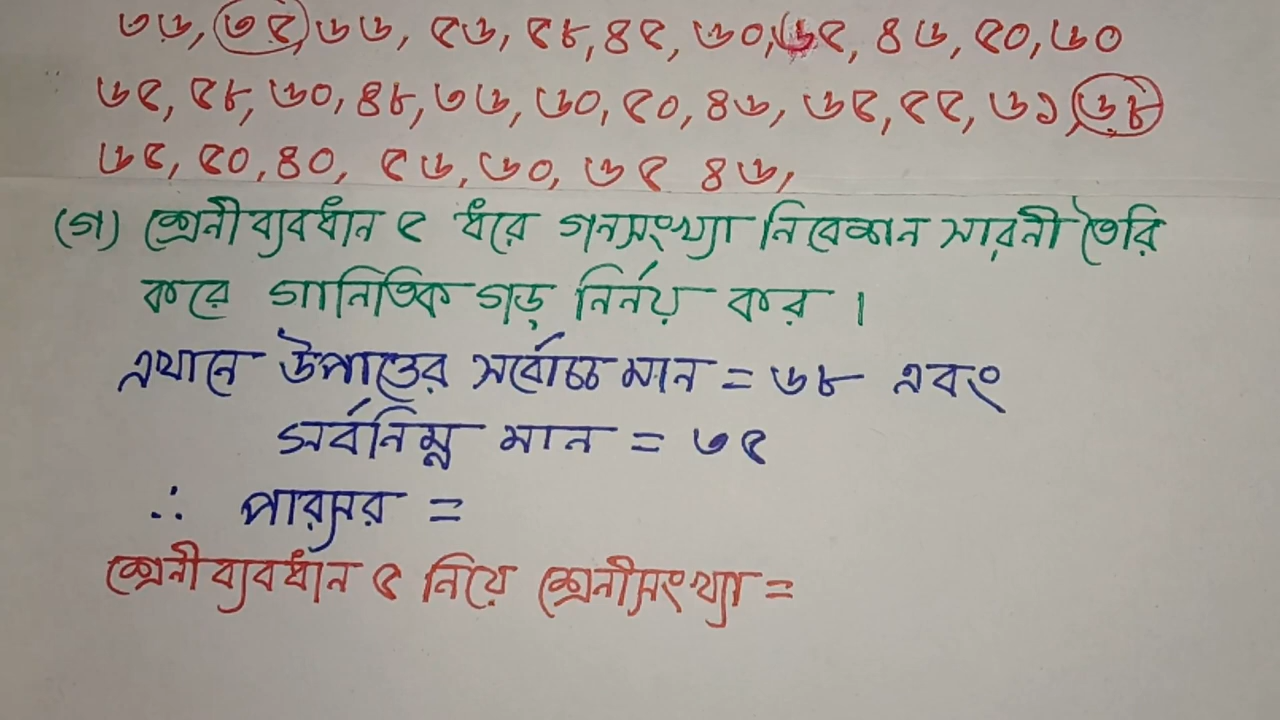 ৩৬, ৩৫, ৬৬, ৫৬, ৫৮, ৪৫, ৬০, ৬৫, ৪৬, ৫০, ৬০
৬৫, ৫৮, ৬০, ৪৮, ৩৬, ৬০, ৫০, ৪৬, ৬৫, ৫৫, ৬১, ৬৮
৬৫, ৫০, ৪০, ৫৬, ৬০, ৬৫ ৪৬,
(গ) শ্রেনীব্যবধান ৫ ধরে গনসংখ্যা নিবেশন সারনী তৈরি
করে গানিতিক গড় নির্নয় কর ।
এখানে উপাত্তের সর্বোচ্চ মান = ৬৮ এবং
সর্বনিম্ন মান = ৩৫
∴ পারসর =
শ্রেনীব্যবধান ৫ নিয়ে শ্রেনীসংখ্যা =